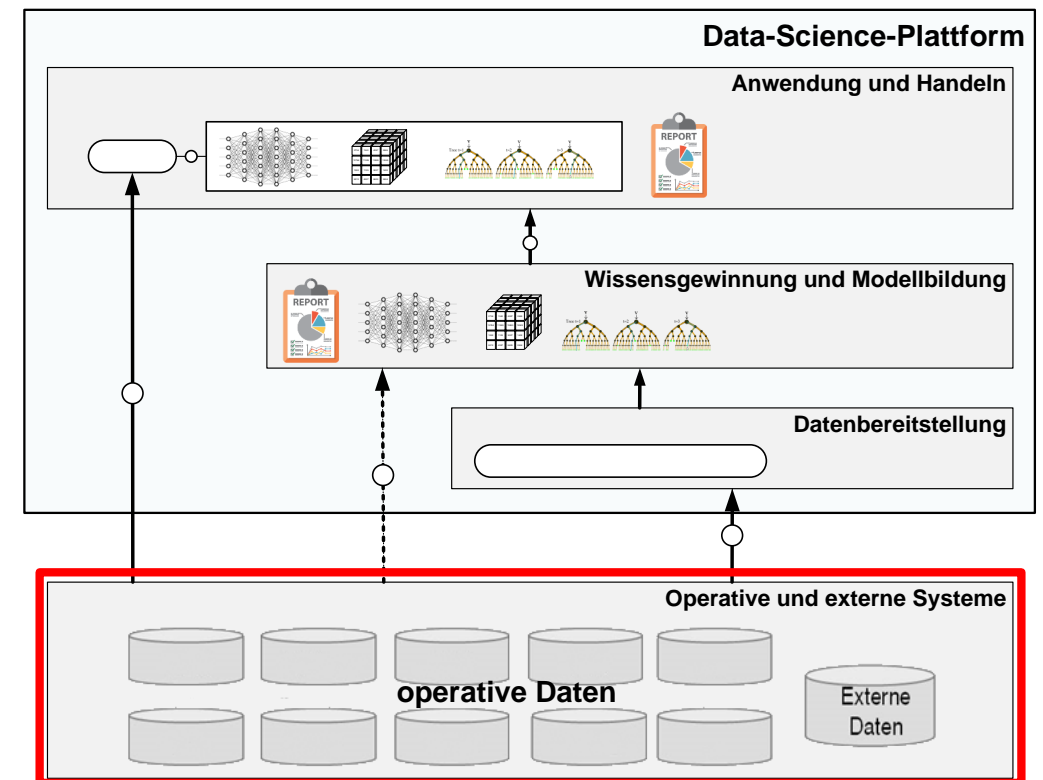 Data-Science-Plattform
Anwendung und Handeln
REPORT
Wissensgewinnung und Modellbildung
REPORT
Datenbereitstellung
Operative und externe Systeme
operative Daten
Externe
Daten